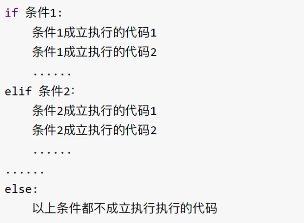 if 条件1:
    条件1成立执行的代码1
    条件1成立执行的代码2
    ......
elif 条件2：
    条件2成立执行的代码1
    条件2成立执行的代码2
    ......
......
else:
    以上条件都不成立执行执行的代码